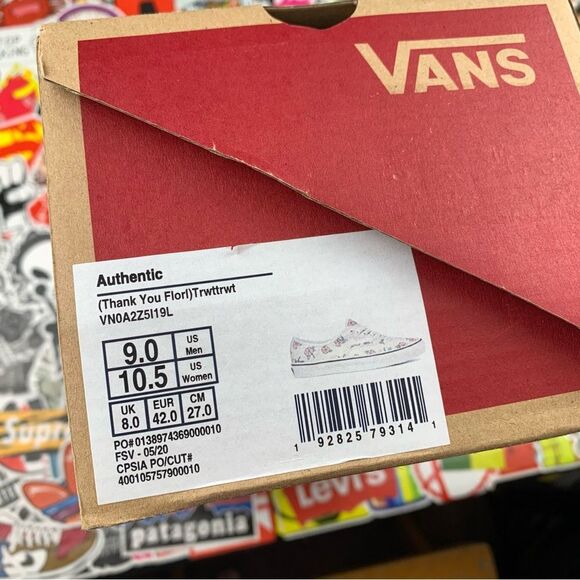 VANS
Authentic
(Thank You Florl)Trwttrwt
VN0A2Z5I19L
9.0 US Men
10.5 US Women
UK 8.0 EUR 42.0 CM 27.0
PO#0138974369000010
FSV - 05/20
CPSIA PO/CUT#
400105757900010
1 92825 79314 1
Supr
Levi's
patagonia